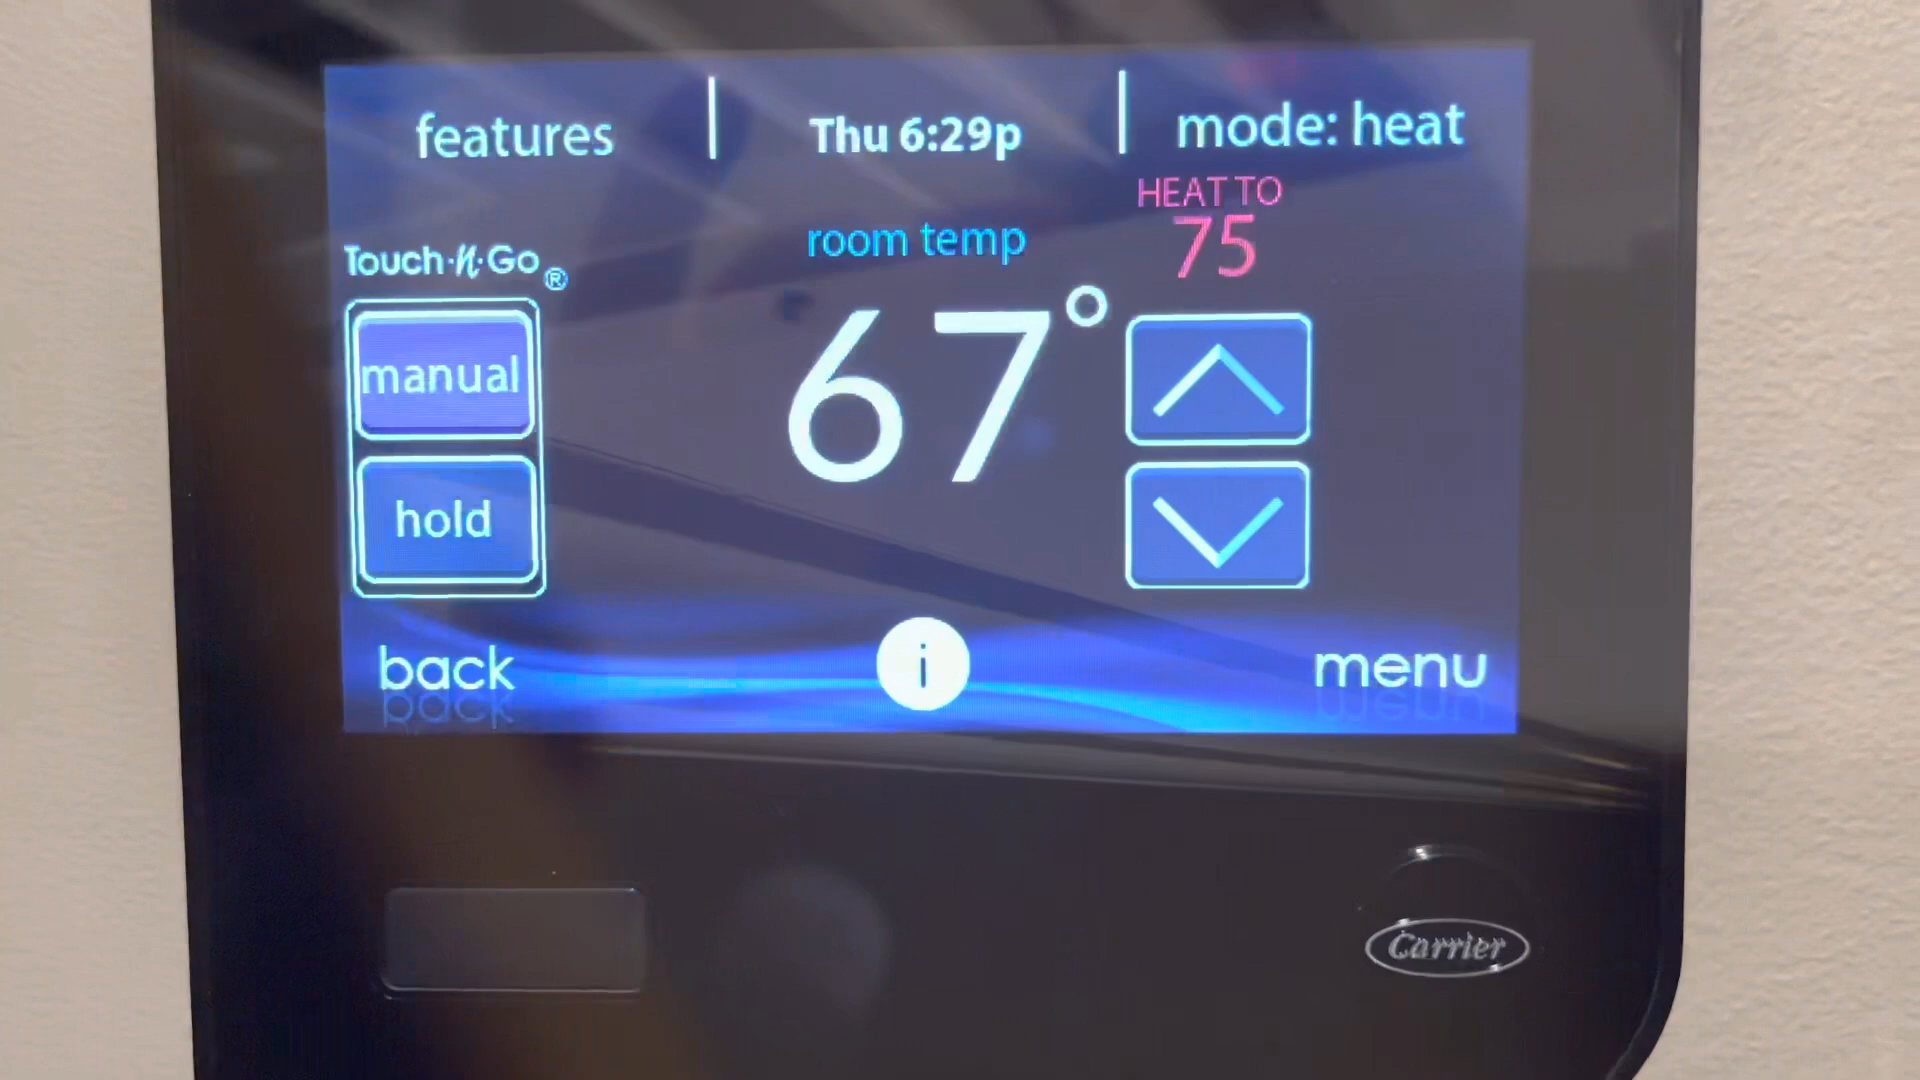 features
Thu 6:29p
mode: heat
HEAT TO
75
room temp
67°
Touch·n·Go®
manual
hold
back
i
menu
Carrier